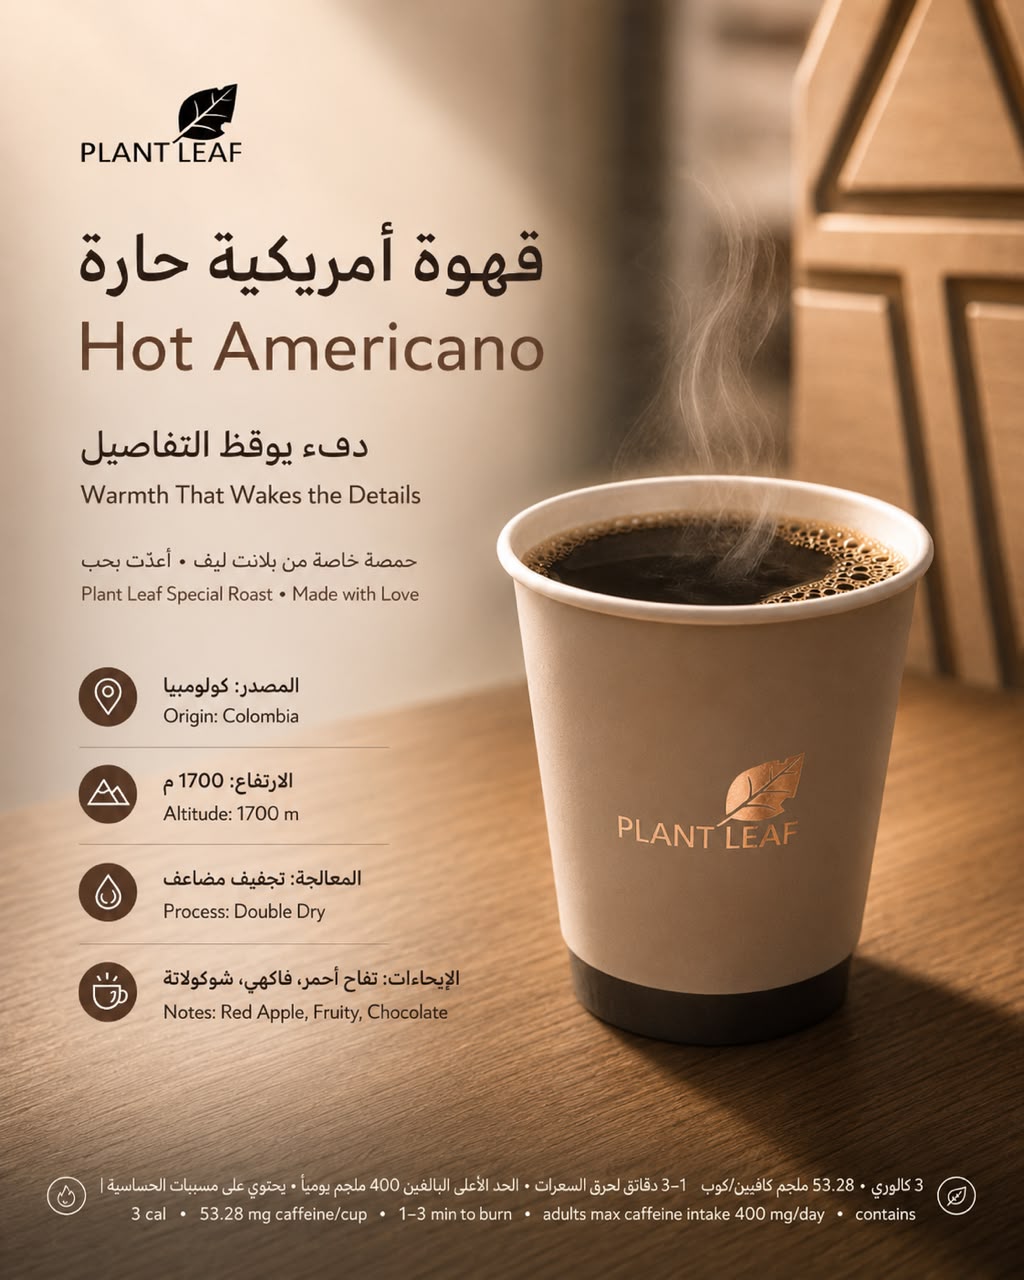 PLANT LEAF
قهوة أمريكية حارة
Hot Americano
دفء يوقظ التفاصيل
Warmth That Wakes the Details
حمصة خاصة من بلانت ليف • أعدّت بحب
Plant Leaf Special Roast • Made with Love
المصدر: كولومبيا
Origin: Colombia
الارتفاع: 1700 م
Altitude: 1700 m
المعالجة: تجفيف مضاعف
Process: Double Dry
الإيحاءات: تفاح أحمر، فاكهي، شوكولاتة
Notes: Red Apple, Fruity, Chocolate
PLANT LEAF
3 كالوري • 53.28 ملجم كافيين/كوب 1–3 دقائق لحرق السعرات • الحد الأعلى البالغين 400 ملجم يومياً • يحتوي على مسببات الحساسية |
3 cal • 53.28 mg caffeine/cup • 1–3 min to burn • adults max caffeine intake 400 mg/day • contains